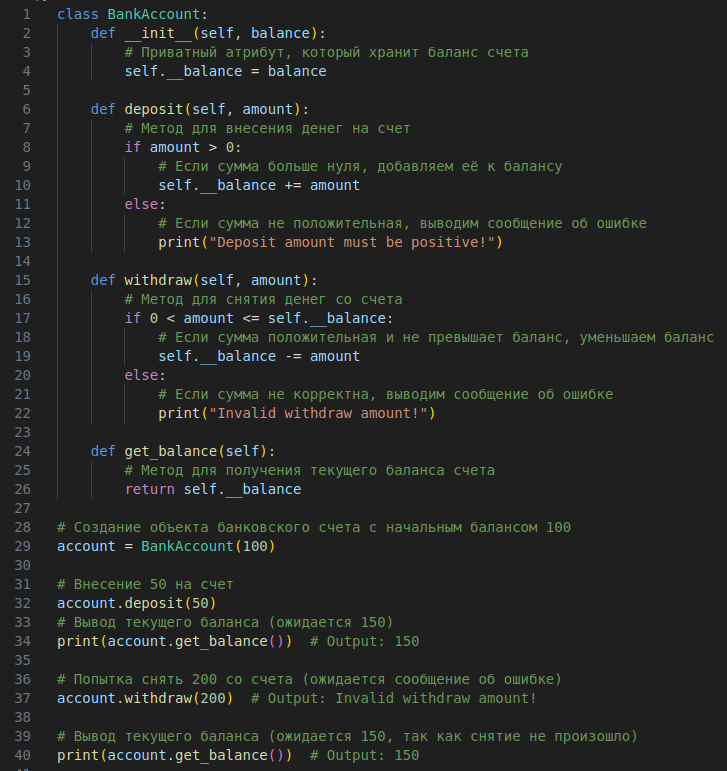 1 class BankAccount:
2     def __init__(self, balance):
3         # Приватный атрибут, который хранит баланс счета
4         self.__balance = balance
5
6     def deposit(self, amount):
7         # Метод для внесения денег на счет
8         if amount > 0:
9             # Если сумма больше нуля, добавляем её к балансу
10             self.__balance += amount
11         else:
12             # Если сумма не положительная, выводим сообщение об ошибке
13             print("Deposit amount must be positive!")
14
15     def withdraw(self, amount):
16         # Метод для снятия денег со счета
17         if 0 < amount <= self.__balance:
18             # Если сумма положительная и не превышает баланс, уменьшаем баланс
19             self.__balance -= amount
20         else:
21             # Если сумма не корректна, выводим сообщение об ошибке
22             print("Invalid withdraw amount!")
23
24     def get_balance(self):
25         # Метод для получения текущего баланса счета
26         return self.__balance
27
28 # Создание объекта банковского счета с начальным балансом 100
29 account = BankAccount(100)
30
31 # Внесение 50 на счет
32 account.deposit(50)
33 # Вывод текущего баланса (ожидается 150)
34 print(account.get_balance())  # Output: 150
35
36 # Попытка снять 200 со счета (ожидается сообщение об ошибке)
37 account.withdraw(200)  # Output: Invalid withdraw amount!
38
39 # Вывод текущего баланса (ожидается 150, так как снятие не произошло)
40 print(account.get_balance())  # Output: 150